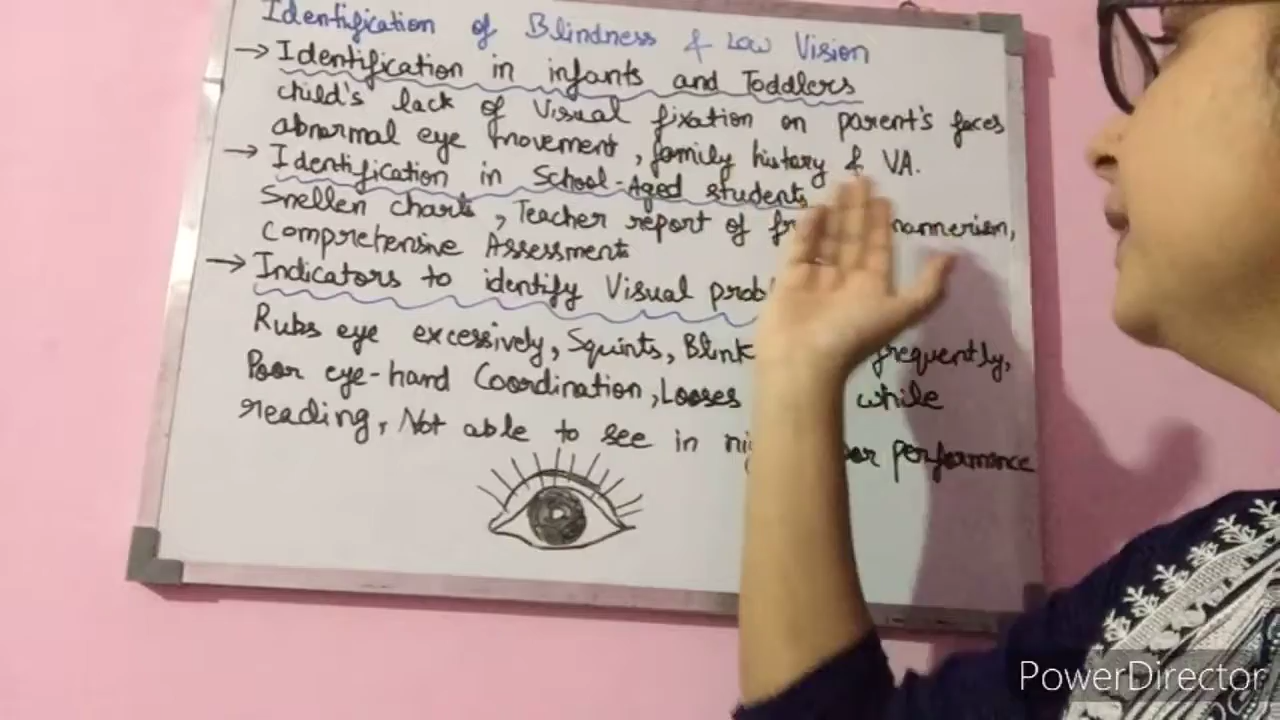 Identification of Blindness & Low Vision
→ Identification in infants and Toddlers
child's lack of Visual fixation on parent's faces
abnormal eye movement, family history & VA.
→ Identification in School-Aged students
Snellen charts, Teacher report of mannerism,
Comprehensive Assessment
→ Indicators to identify Visual
Rubs eye excessively, Squints, Blink frequently,
Poor eye-hand Coordination, Looses while
reading, Not able to see in performance
PowerDirector